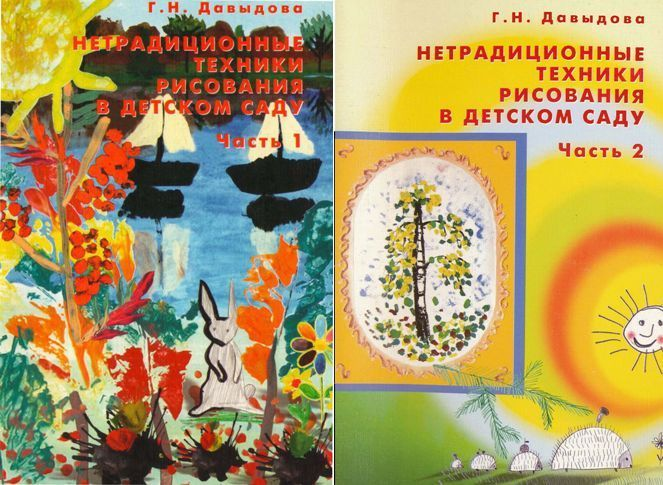 Г.Н. Давыдова
НЕТРАДИЦИОННЫЕ
ТЕХНИКИ
РИСОВАНИЯ
В ДЕТСКОМ САДУ
Часть 1
Г.Н. Давыдова
НЕТРАДИЦИОННЫЕ
ТЕХНИКИ
РИСОВАНИЯ
В ДЕТСКОМ САДУ
Часть 2